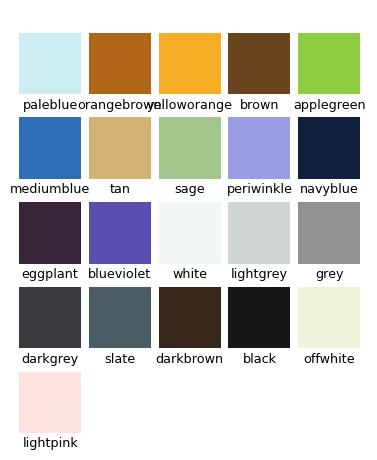 paleblue orangebrown yelloworange brown applegreen
mediumblue tan sage periwinkle navyblue
eggplant blueviolet white lightgrey grey
darkgrey slate darkbrown black offwhite
lightpink